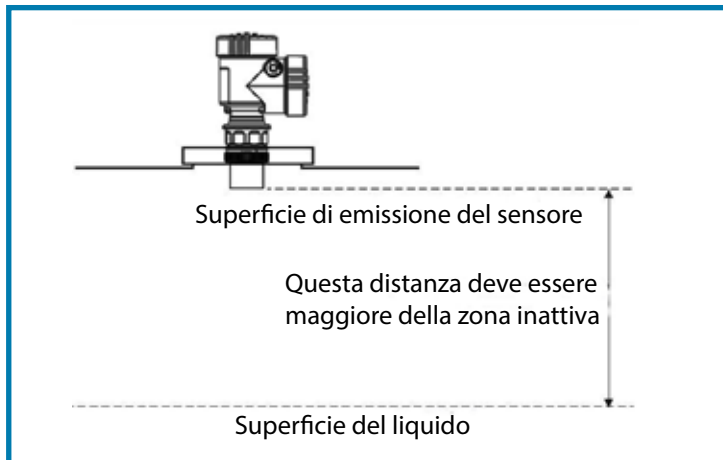 Superficie di emissione del sensore
Questa distanza deve essere
maggiore della zona inattiva
Superficie del liquido